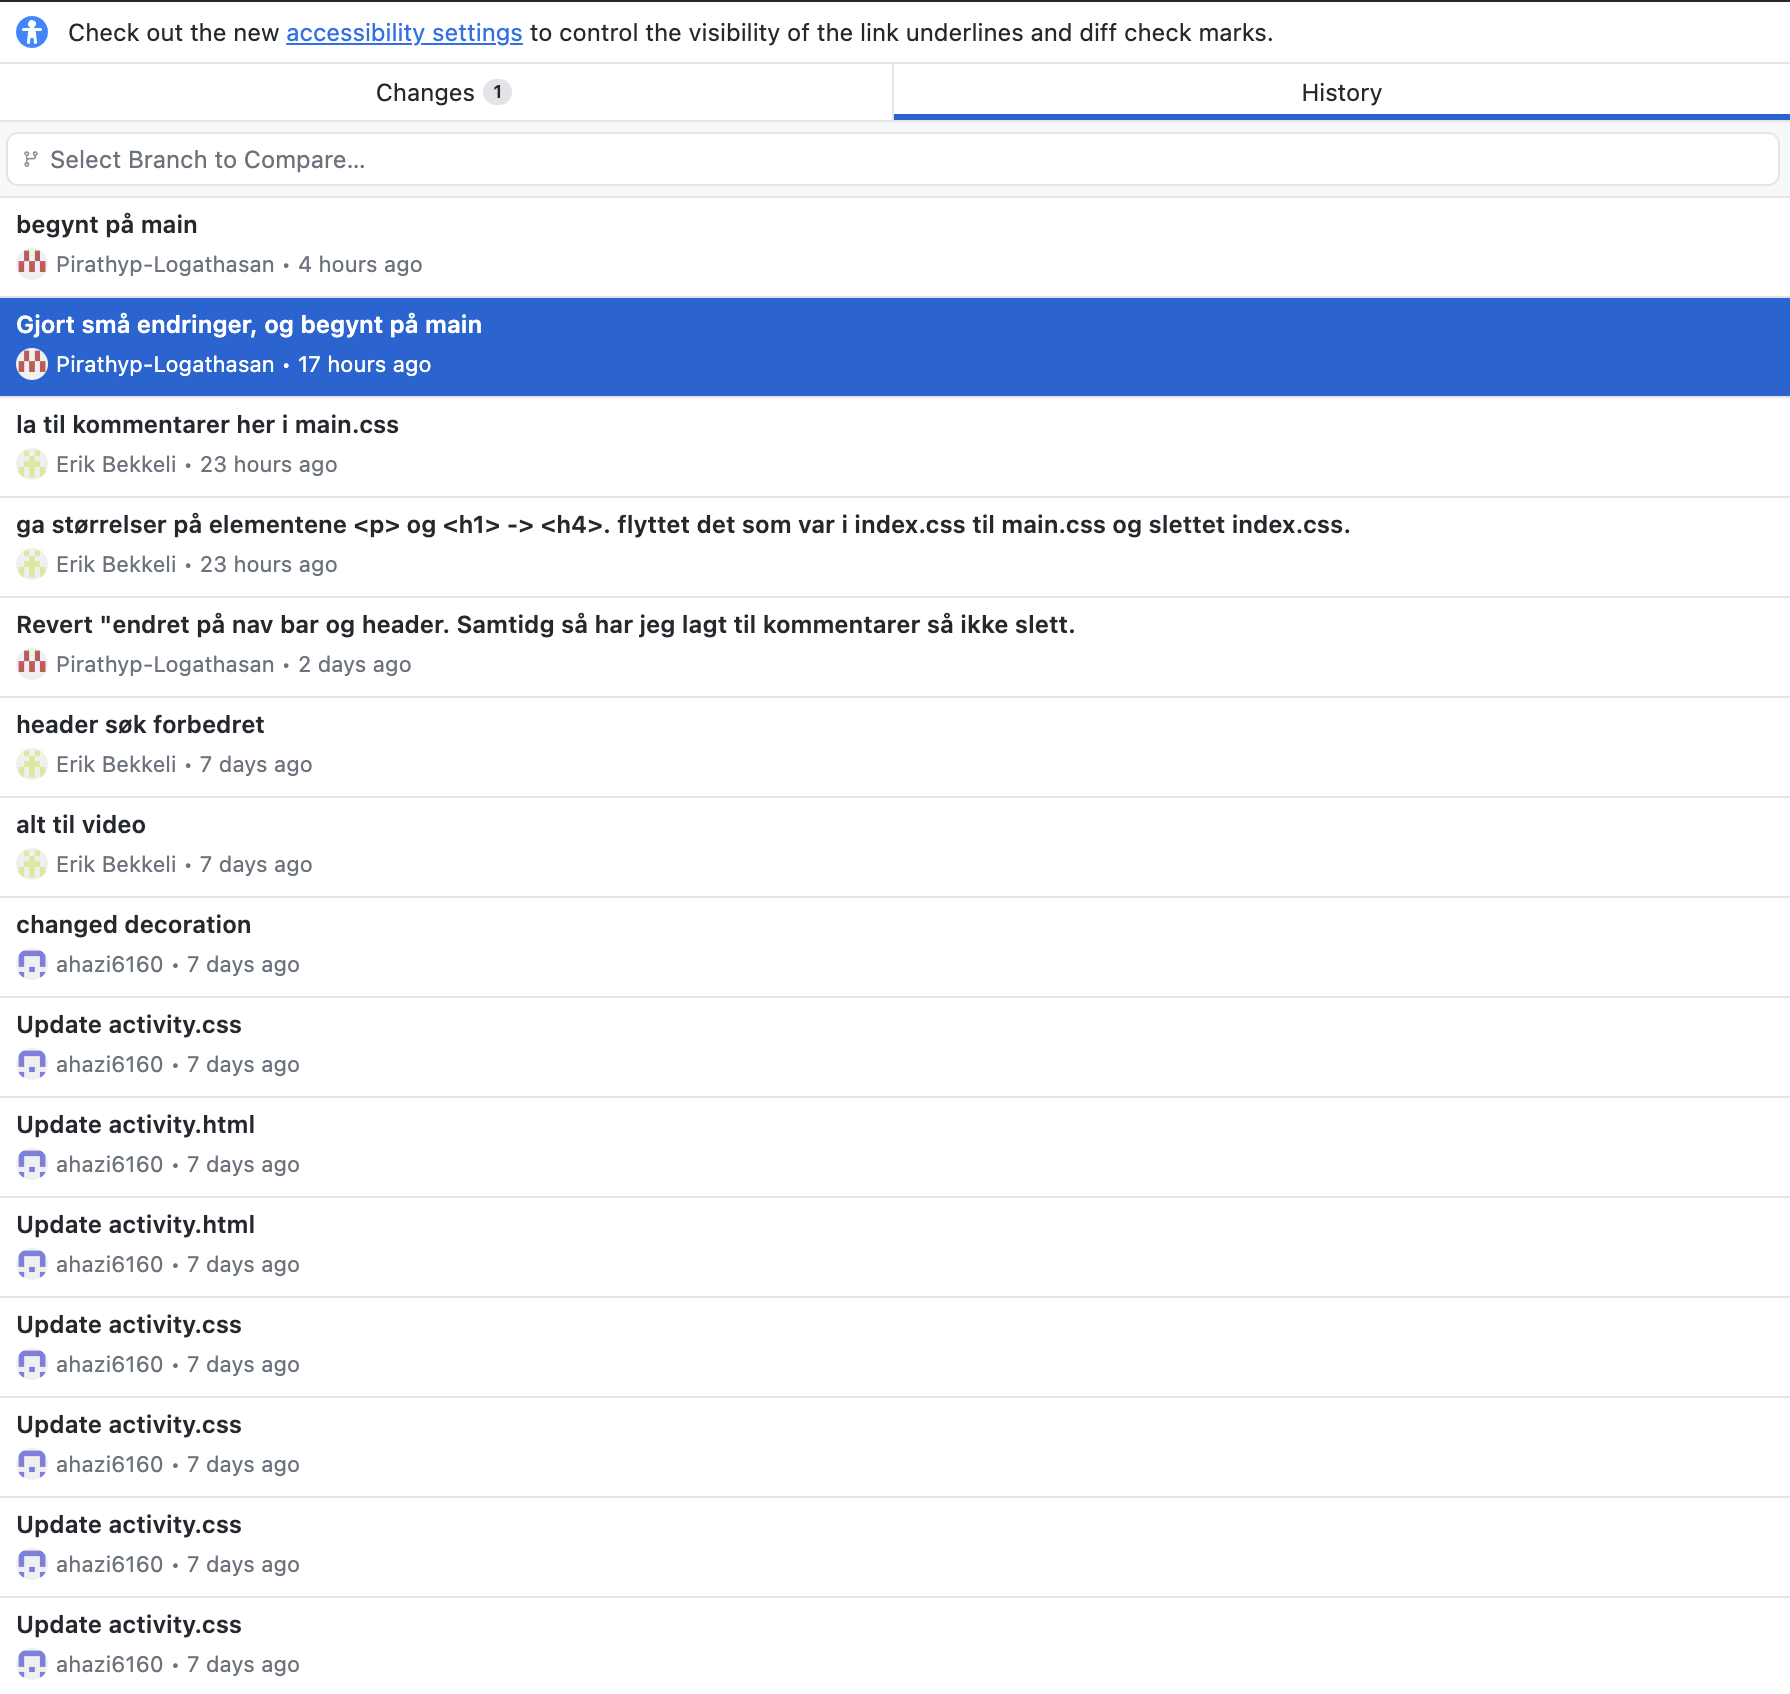 Check out the new accessibility settings to control the visibility of the link underlines and diff check marks.
Changes 1
History
Select Branch to Compare...
begynt på main
Pirathyp-Logathasan • 4 hours ago
Gjort små endringer, og begynt på main
Pirathyp-Logathasan • 17 hours ago
la til kommentarer her i main.css
Erik Bekkeli • 23 hours ago
ga størrelser på elementene <p> og <h1> -> <h4>. flyttet det som var i index.css til main.css og slettet index.css.
Erik Bekkeli • 23 hours ago
Revert "endret på nav bar og header. Samtidg så har jeg lagt til kommentarer så ikke slett.
Pirathyp-Logathasan • 2 days ago
header søk forbedret
Erik Bekkeli • 7 days ago
alt til video
Erik Bekkeli • 7 days ago
changed decoration
ahazi6160 • 7 days ago
Update activity.css
ahazi6160 • 7 days ago
Update activity.html
ahazi6160 • 7 days ago
Update activity.html
ahazi6160 • 7 days ago
Update activity.css
ahazi6160 • 7 days ago
Update activity.css
ahazi6160 • 7 days ago
Update activity.css
ahazi6160 • 7 days ago
Update activity.css
ahazi6160 • 7 days ago